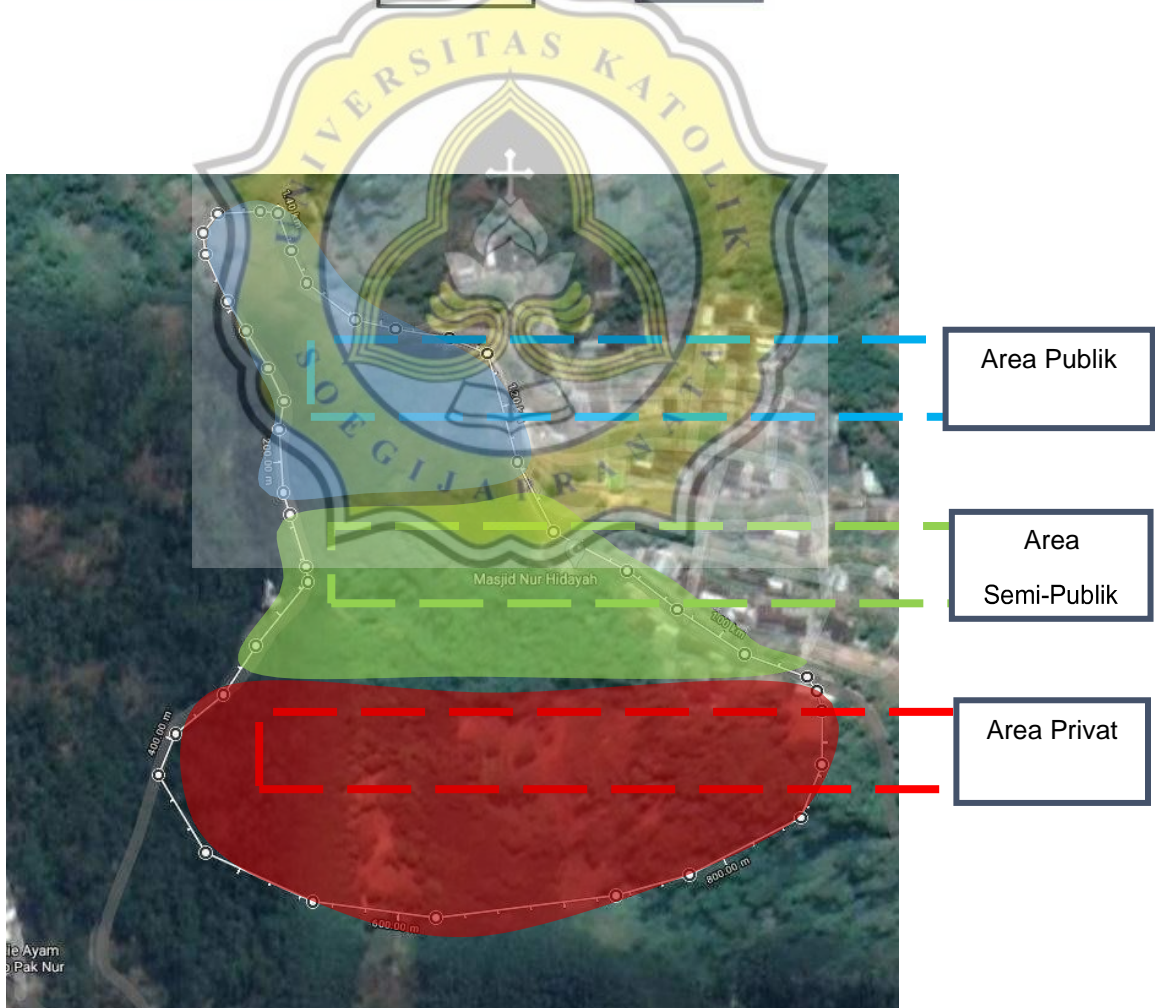 UNIVERSITAS KATOLIK
SOEGIJAPRANATA
1.40 km
Area Publik
1.20 k
200.00 m
Area
Semi-Publik
Masjid Nur Hidayah
1.00 km
Area Privat
400.00 m
800.00 m
600.00 m
ie Ayam
o Pak Nur